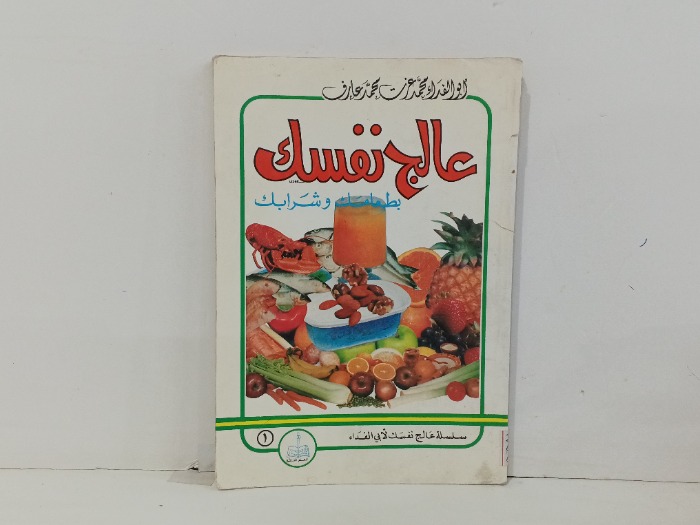 أبو الفداء محمد عزت محمد عارف
عالج نفسك
بطعامك وشرابك
سلسلة عالج نفسك لأبي الفداء
١